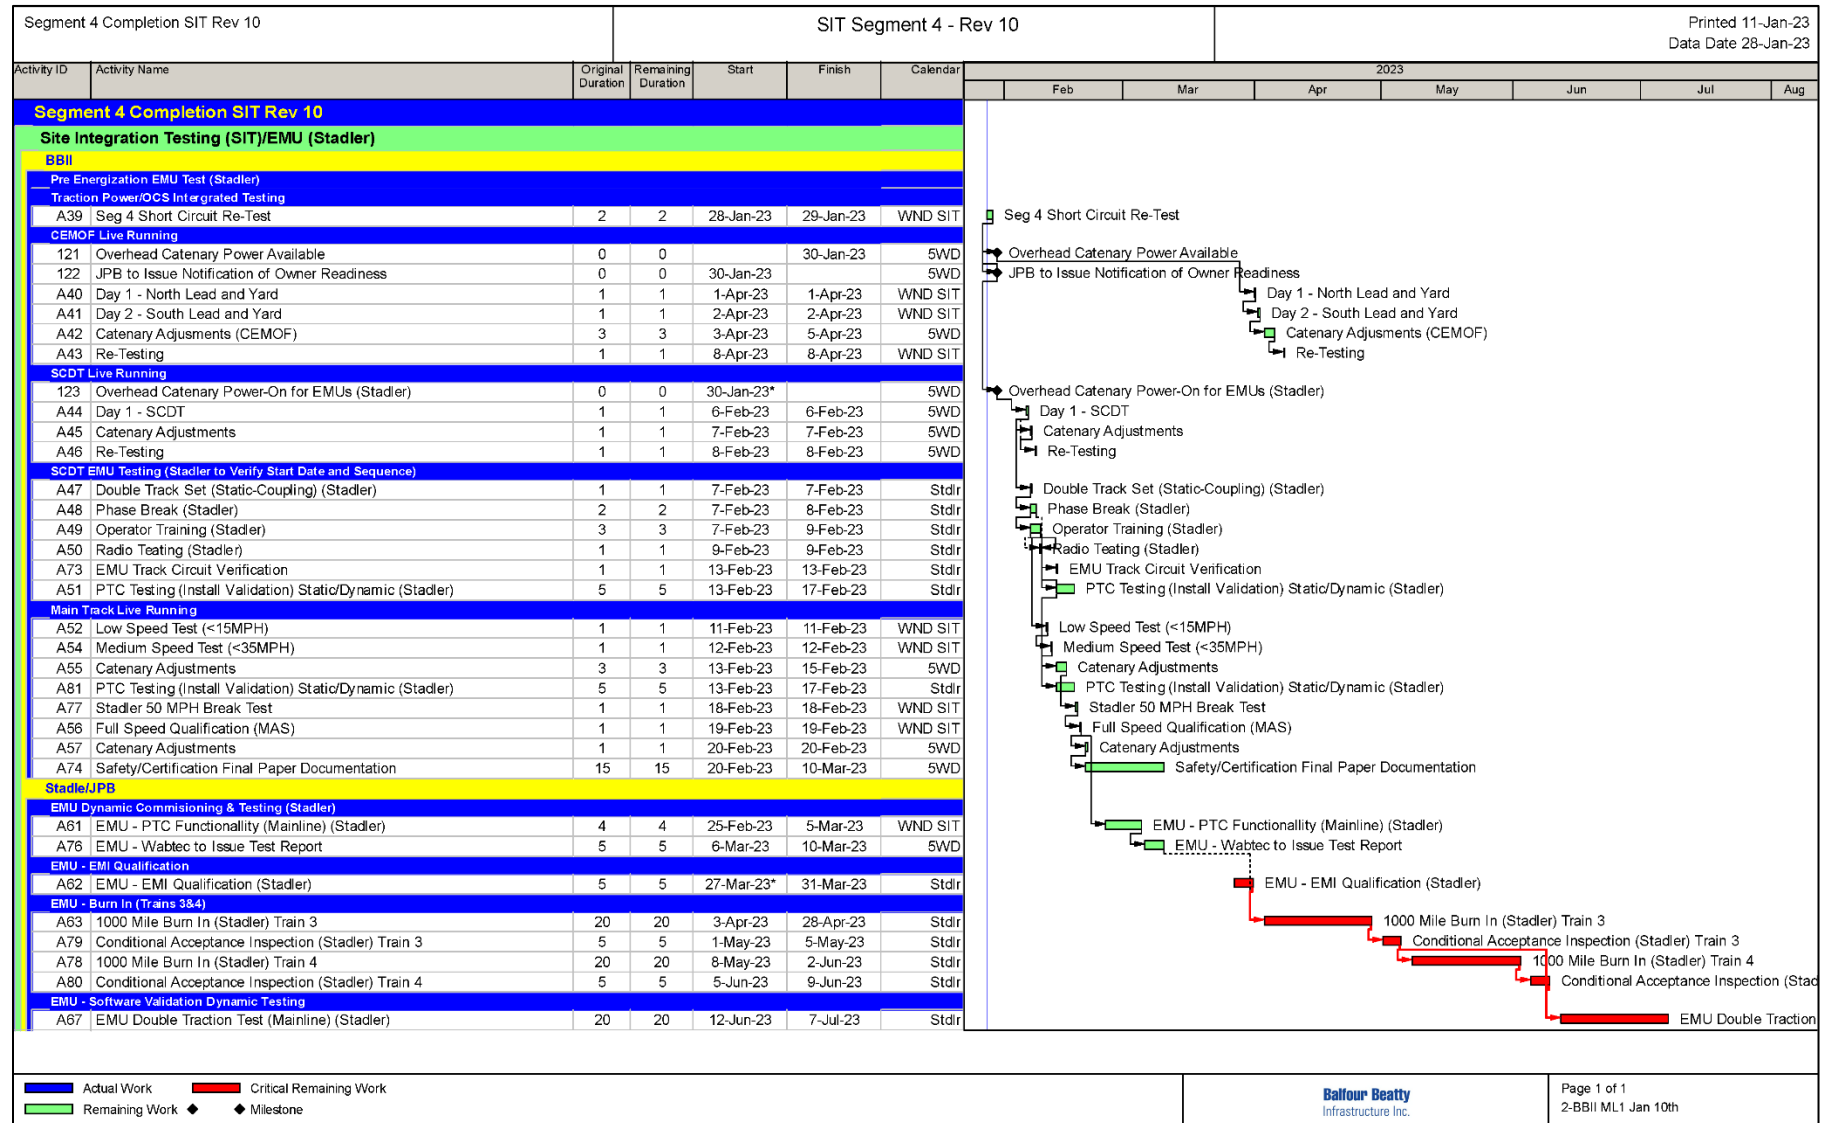 Segment 4 Completion SIT Rev 10
SIT Segment 4 - Rev 10
Printed 11-Jan-23
Data Date 28-Jan-23
Activity ID Activity Name Original Duration Remaining Duration Start Finish Calendar 2023
Feb Mar Apr May Jun Jul Aug
Segment 4 Completion SIT Rev 10
Site Integration Testing (SIT)/EMU (Stadler)
BBII
Pre Energization EMU Test (Stadler)
Traction Power/OCS Intergrated Testing
A39 Seg 4 Short Circuit Re-Test 2 2 28-Jan-23 29-Jan-23 WND SIT Seg 4 Short Circuit Re-Test
CEMOF Live Running
121 Overhead Catenary Power Available 0 0 30-Jan-23 5WD Overhead Catenary Power Available
122 JPB to Issue Notification of Owner Readiness 0 0 30-Jan-23 5WD JPB to Issue Notification of Owner Readiness
A40 Day 1 - North Lead and Yard 1 1 1-Apr-23 1-Apr-23 WND SIT Day 1 - North Lead and Yard
A41 Day 2 - South Lead and Yard 1 1 2-Apr-23 2-Apr-23 WND SIT Day 2 - South Lead and Yard
A42 Catenary Adjusments (CEMOF) 3 3 3-Apr-23 5-Apr-23 5WD Catenary Adjusments (CEMOF)
A43 Re-Testing 1 1 8-Apr-23 8-Apr-23 WND SIT Re-Testing
SCDT Live Running
123 Overhead Catenary Power-On for EMUs (Stadler) 0 0 30-Jan-23* 5WD Overhead Catenary Power-On for EMUs (Stadler)
A44 Day 1 - SCDT 1 1 6-Feb-23 6-Feb-23 5WD Day 1 - SCDT
A45 Catenary Adjustments 1 1 7-Feb-23 7-Feb-23 5WD Catenary Adjustments
A46 Re-Testing 1 1 8-Feb-23 8-Feb-23 5WD Re-Testing
SCDT EMU Testing (Stadler to Verify Start Date and Sequence)
A47 Double Track Set (Static-Coupling) (Stadler) 1 1 7-Feb-23 7-Feb-23 Stdlr Double Track Set (Static-Coupling) (Stadler)
A48 Phase Break (Stadler) 2 2 7-Feb-23 8-Feb-23 Stdlr Phase Break (Stadler)
A49 Operator Training (Stadler) 3 3 7-Feb-23 9-Feb-23 Stdlr Operator Training (Stadler)
A50 Radio Teating (Stadler) 1 1 9-Feb-23 9-Feb-23 Stdlr Radio Teating (Stadler)
A73 EMU Track Circuit Verification 1 1 13-Feb-23 13-Feb-23 Stdlr EMU Track Circuit Verification
A51 PTC Testing (Install Validation) Static/Dynamic (Stadler) 5 5 13-Feb-23 17-Feb-23 Stdlr PTC Testing (Install Validation) Static/Dynamic (Stadler)
Main Track Live Running
A52 Low Speed Test (<15MPH) 1 1 11-Feb-23 11-Feb-23 WND SIT Low Speed Test (<15MPH)
A54 Medium Speed Test (<35MPH) 1 1 12-Feb-23 12-Feb-23 WND SIT Medium Speed Test (<35MPH)
A55 Catenary Adjustments 3 3 13-Feb-23 15-Feb-23 5WD Catenary Adjustments
A81 PTC Testing (Install Validation) Static/Dynamic (Stadler) 5 5 13-Feb-23 17-Feb-23 Stdlr PTC Testing (Install Validation) Static/Dynamic (Stadler)
A77 Stadler 50 MPH Break Test 1 1 18-Feb-23 18-Feb-23 WND SIT Stadler 50 MPH Break Test
A56 Full Speed Qualification (MAS) 1 1 19-Feb-23 19-Feb-23 WND SIT Full Speed Qualification (MAS)
A57 Catenary Adjustments 1 1 20-Feb-23 20-Feb-23 5WD Catenary Adjustments
A74 Safety/Certification Final Paper Documentation 15 15 20-Feb-23 10-Mar-23 5WD Safety/Certification Final Paper Documentation
Stadle/JPB
EMU Dynamic Commisioning & Testing (Stadler)
A61 EMU - PTC Functionallity (Mainline) (Stadler) 4 4 25-Feb-23 5-Mar-23 WND SIT EMU - PTC Functionallity (Mainline) (Stadler)
A76 EMU - Wabtec to Issue Test Report 5 5 6-Mar-23 10-Mar-23 5WD EMU - Wabtec to Issue Test Report
EMU - EMI Qualification
A62 EMU - EMI Qualification (Stadler) 5 5 27-Mar-23* 31-Mar-23 Stdlr EMU - EMI Qualification (Stadler)
EMU - Burn In (Trains 3&4)
A63 1000 Mile Burn In (Stadler) Train 3 20 20 3-Apr-23 28-Apr-23 Stdlr 1000 Mile Burn In (Stadler) Train 3
A79 Conditional Acceptance Inspection (Stadler) Train 3 5 5 1-May-23 5-May-23 Stdlr Conditional Acceptance Inspection (Stadler) Train 3
A78 1000 Mile Burn In (Stadler) Train 4 20 20 8-May-23 2-Jun-23 Stdlr 1000 Mile Burn In (Stadler) Train 4
A80 Conditional Acceptance Inspection (Stadler) Train 4 5 5 5-Jun-23 9-Jun-23 Stdlr Conditional Acceptance Inspection (Stad
EMU - Software Validation Dynamic Testing
A67 EMU Double Traction Test (Mainline) (Stadler) 20 20 12-Jun-23 7-Jul-23 Stdlr EMU Double Traction
Actual Work Critical Remaining Work
Remaining Work Milestone
Balfour Beatty
Infrastructure Inc.
Page 1 of 1
2-BBII ML1 Jan 10th